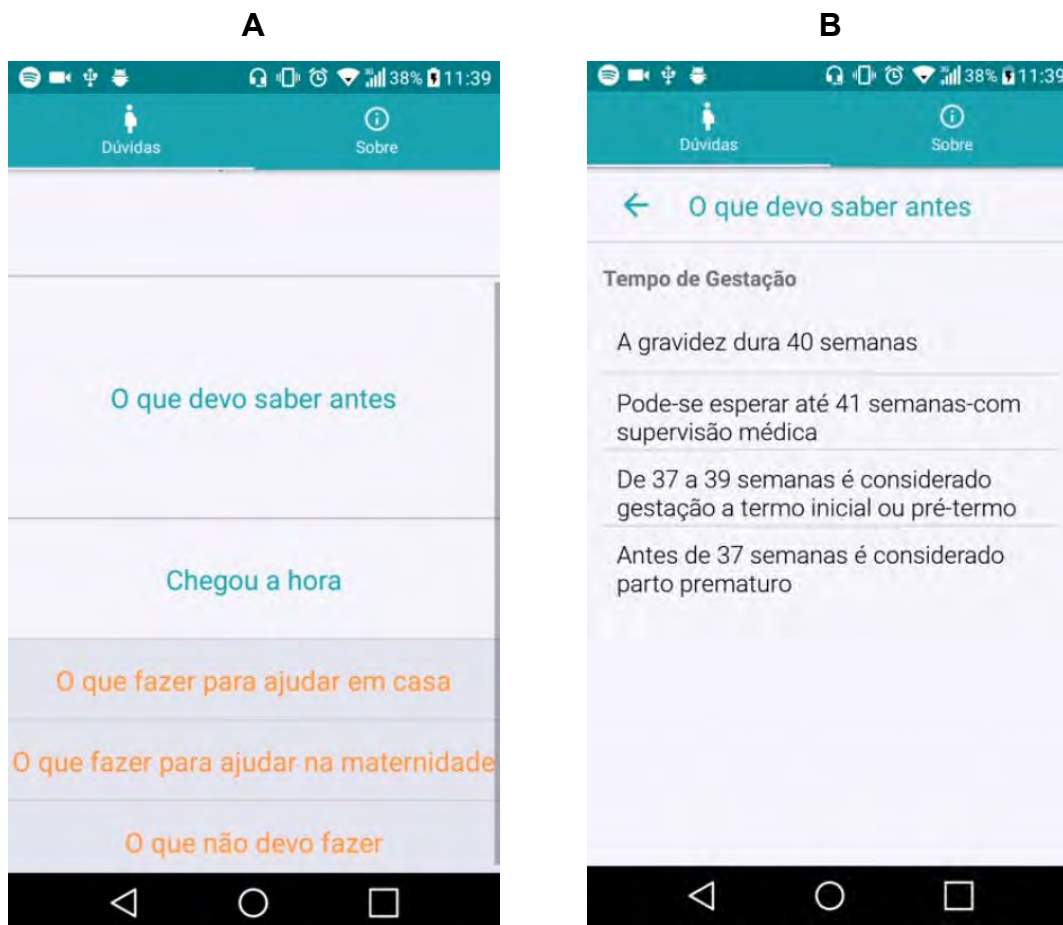 A
38% 11:39
Dúvidas Sobre
O que devo saber antes
Chegou a hora
O que fazer para ajudar em casa
O que fazer para ajudar na maternidade
O que não devo fazer
B
38% 11:39
Dúvidas Sobre
O que devo saber antes
Tempo de Gestação
A gravidez dura 40 semanas
Pode-se esperar até 41 semanas-com
supervisão médica
De 37 a 39 semanas é considerado
gestação a termo inicial ou pré-termo
Antes de 37 semanas é considerado
parto prematuro